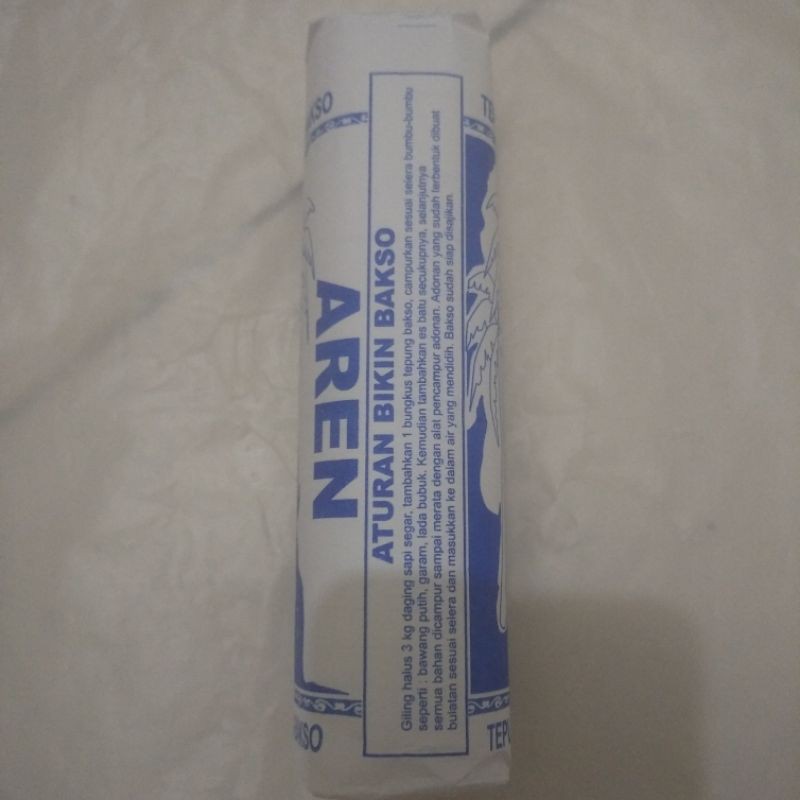 BAKSO
AREN
BAKSO
ATURAN BIKIN BAKSO
Giling halus 3 kg daging sapi segar, tambahkan 1 bungkus tepung bakso, campurkan sesuai selera bumbu-bumbu
seperti : bawang putih, garam, lada bubuk. Kemudian tambahkan es batu secukupnya, selanjutnya
semua bahan dicampur sampai merata dengan alat pencampur adonan. Adonan yang sudah terbentuk dibuat
bulatan sesuai selera dan masukkan ke dalam air yang mendidih. Bakso sudah siap disajikan.
TE
TEPU